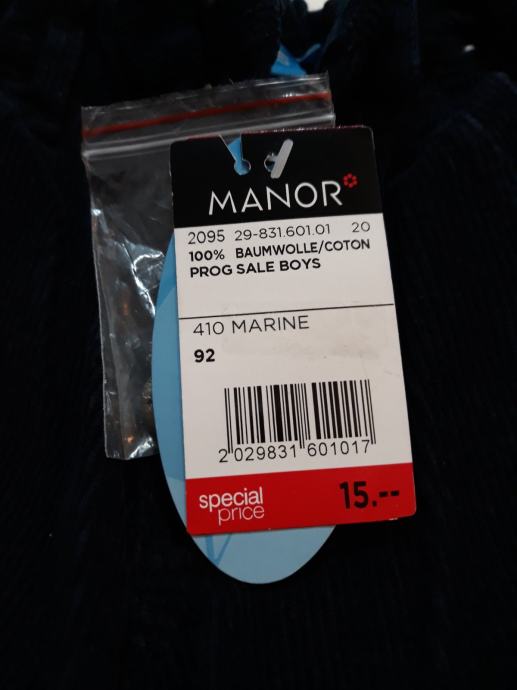 MANOR
2095 29-831.601.01 20
100% BAUMWOLLE/COTON
PROG SALE BOYS
410 MARINE
92
2 029831 601017
special
price
15.--